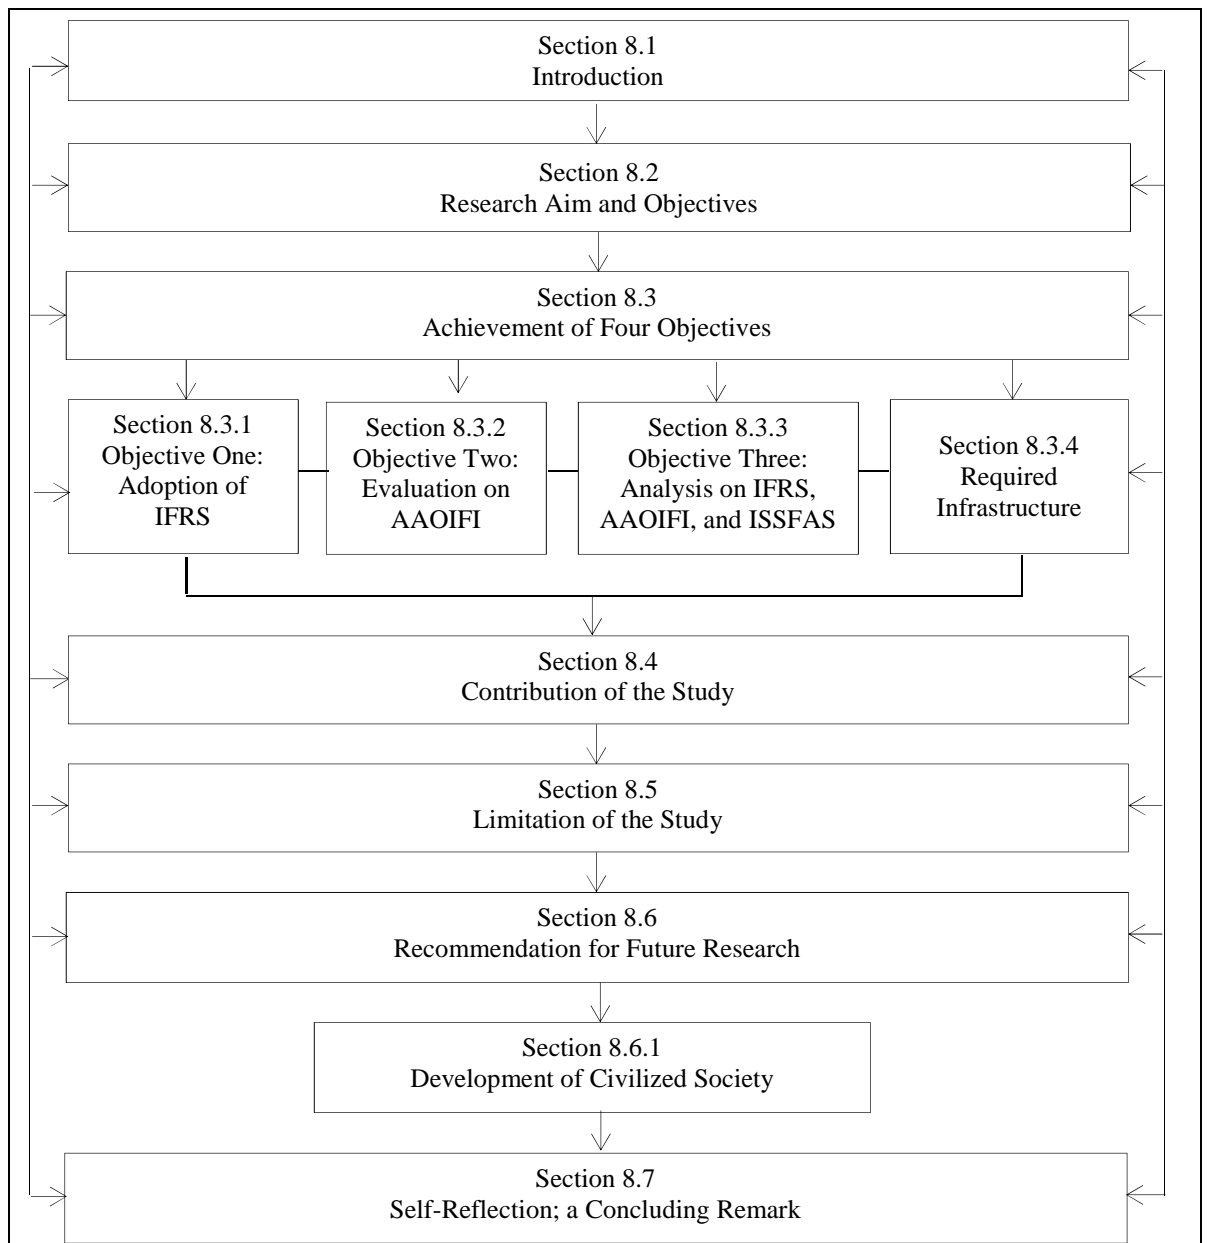 Section 8.1
Introduction
Section 8.2
Research Aim and Objectives
Section 8.3
Achievement of Four Objectives
Section 8.3.1
Objective One:
Adoption of
IFRS
Section 8.3.2
Objective Two:
Evaluation on
AAOIFI
Section 8.3.3
Objective Three:
Analysis on IFRS,
AAOIFI, and ISSFAS
Section 8.3.4
Required
Infrastructure
Section 8.4
Contribution of the Study
Section 8.5
Limitation of the Study
Section 8.6
Recommendation for Future Research
Section 8.6.1
Development of Civilized Society
Section 8.7
Self-Reflection; a Concluding Remark